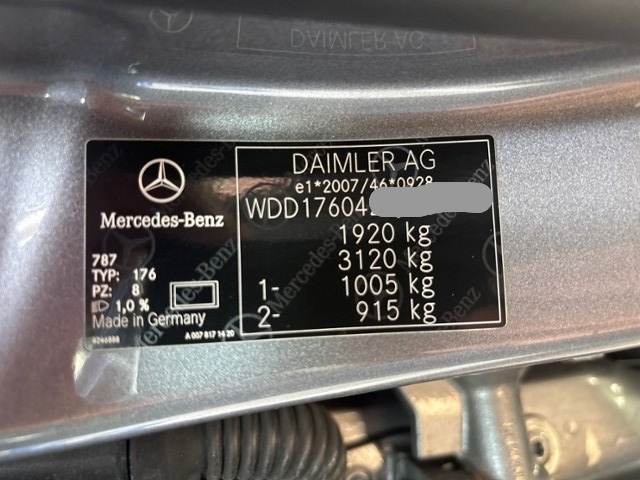 DAIMLER AG
Mercedes-Benz
787
TYP: 176
PZ: 8
1,0 %
Made in Germany
A 007 817 14 20
DAIMLER AG
e1*2007/46*0928
WDD17604
1920 kg
3120 kg
1- 1005 kg
2- 915 kg